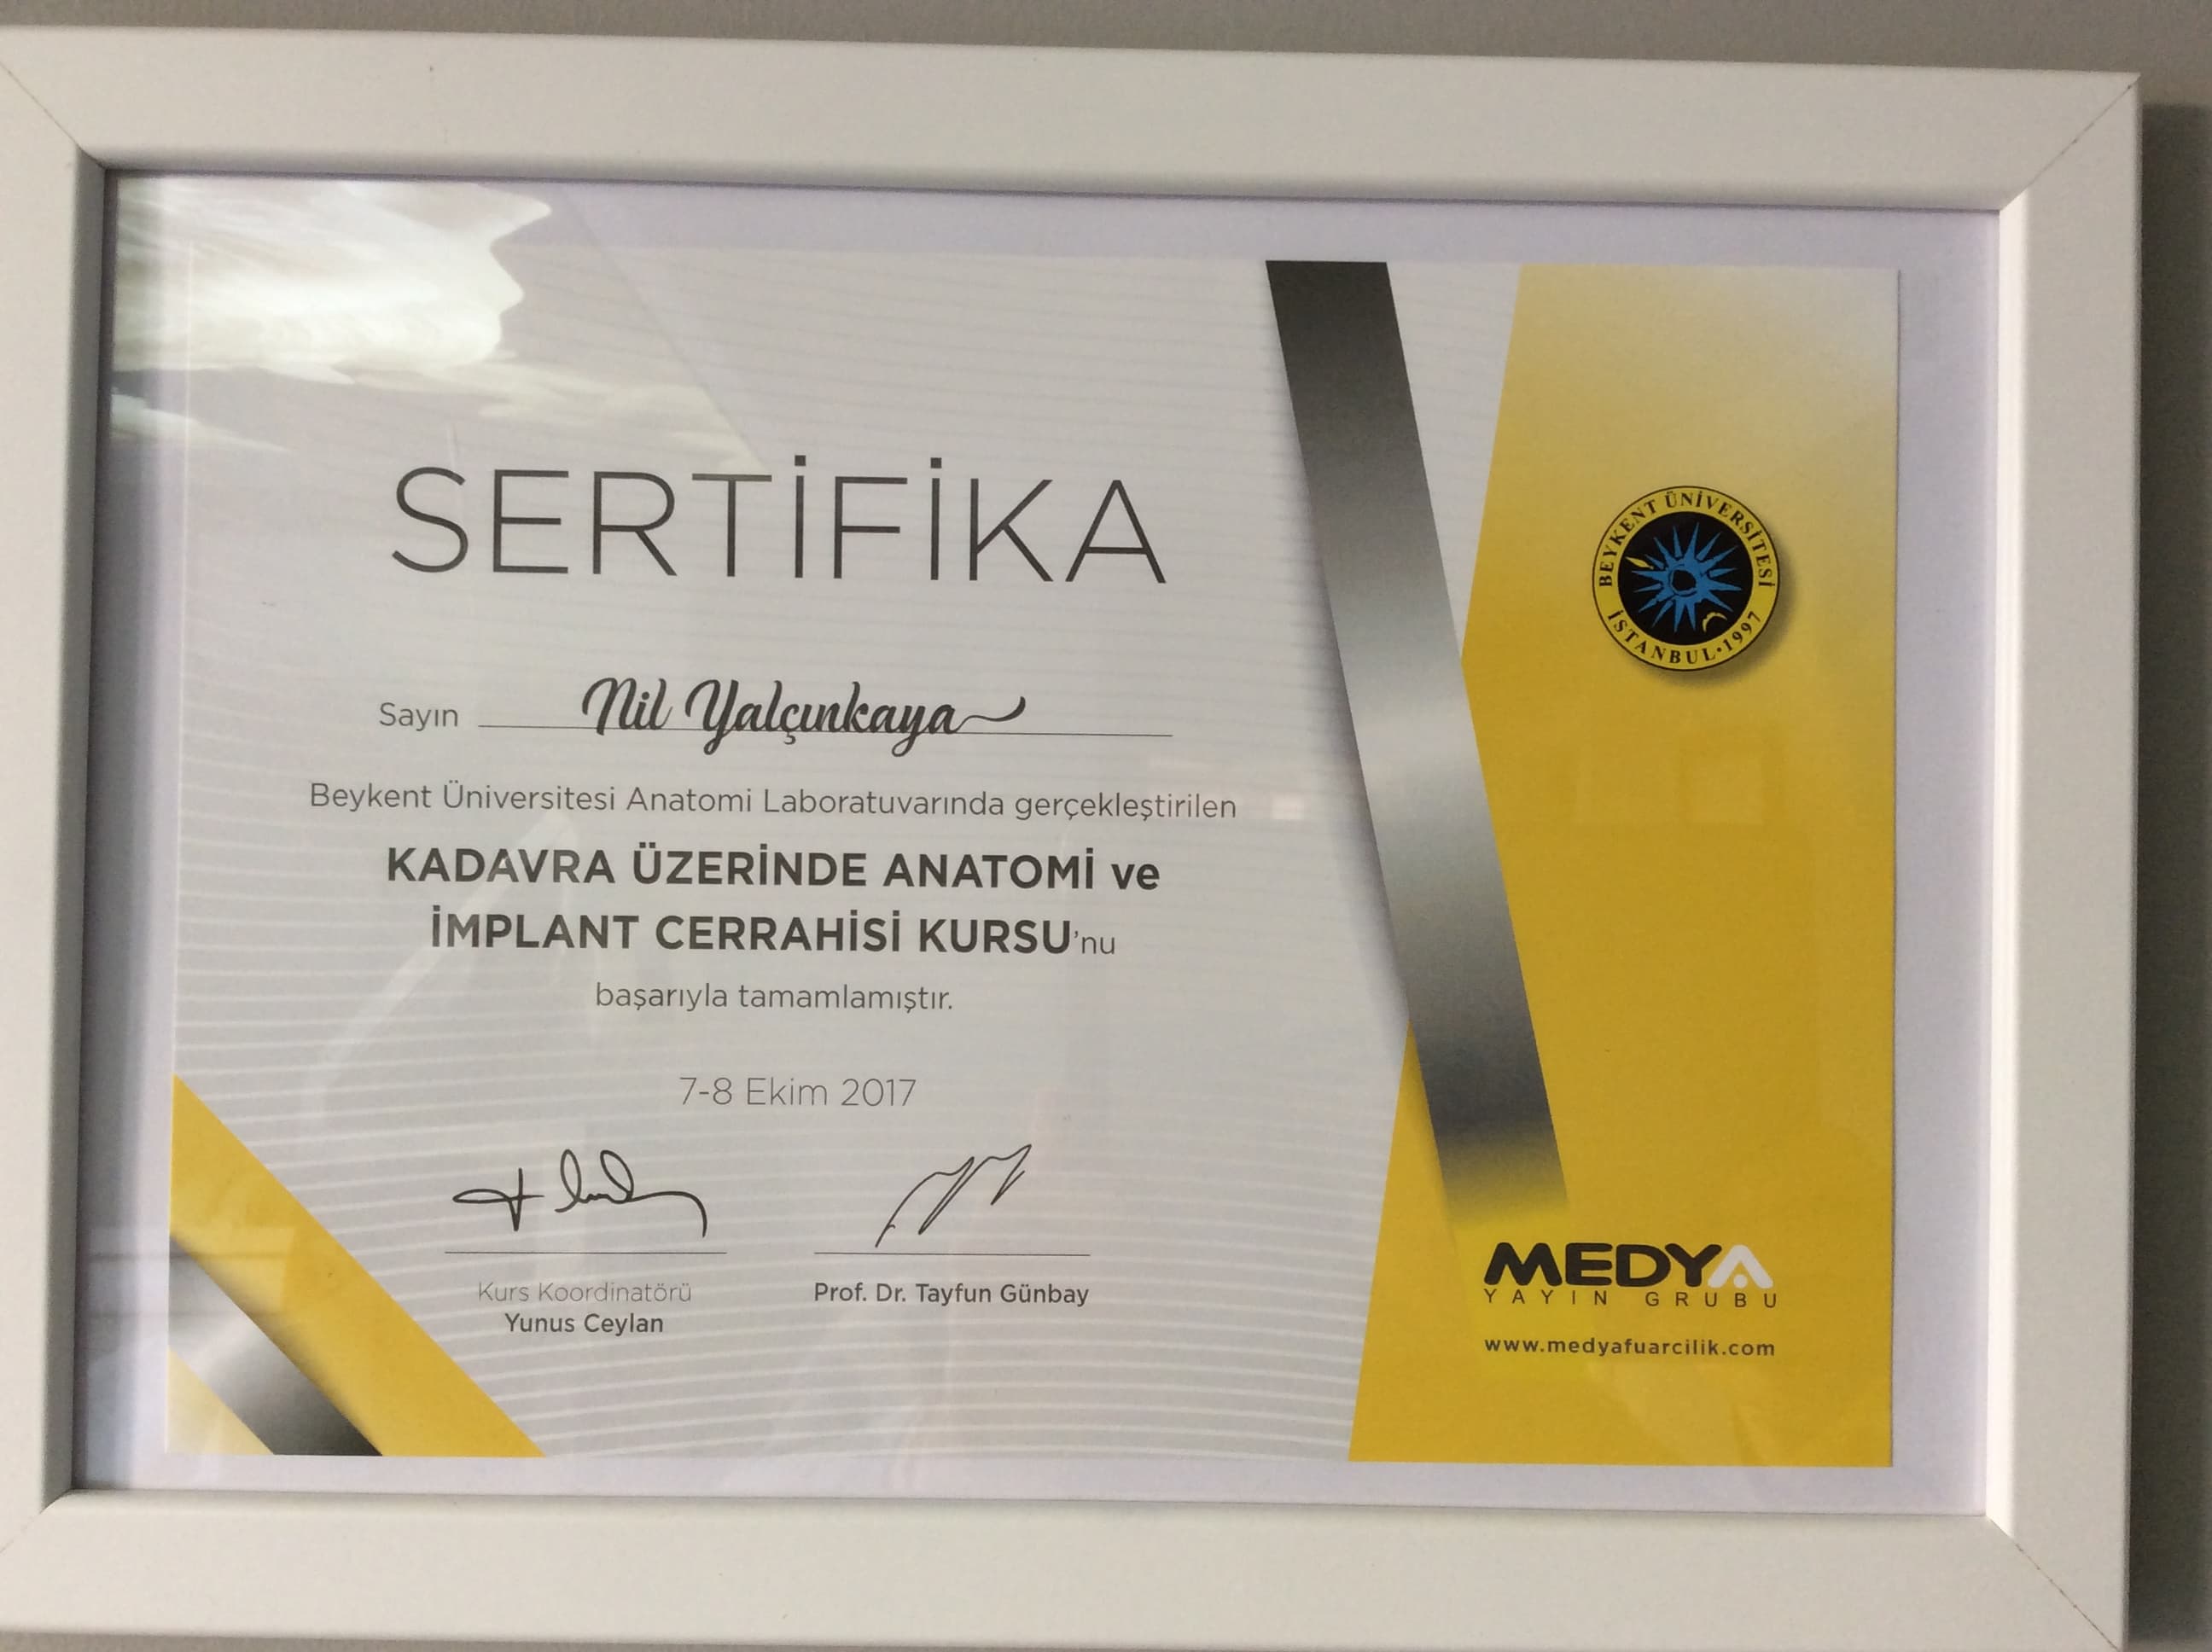 SERTİFİKA
Sayın Nil Yalçınkaya
Beykent Üniversitesi Anatomi Laboratuvarında gerçekleştirilen
KADAVRA ÜZERİNDE ANATOMİ ve
İMPLANT CERRAHİSİ KURSU'nu
başarıyla tamamlamıştır.
7-8 Ekim 2017
Kurs Koordinatörü
Yunus Ceylan
Prof. Dr. Tayfun Günbay
BEYKENT ÜNİVERSİTESİ
İSTANBUL·1997
MEDYA
YAYIN GRUBU
www.medyafuarcilik.com